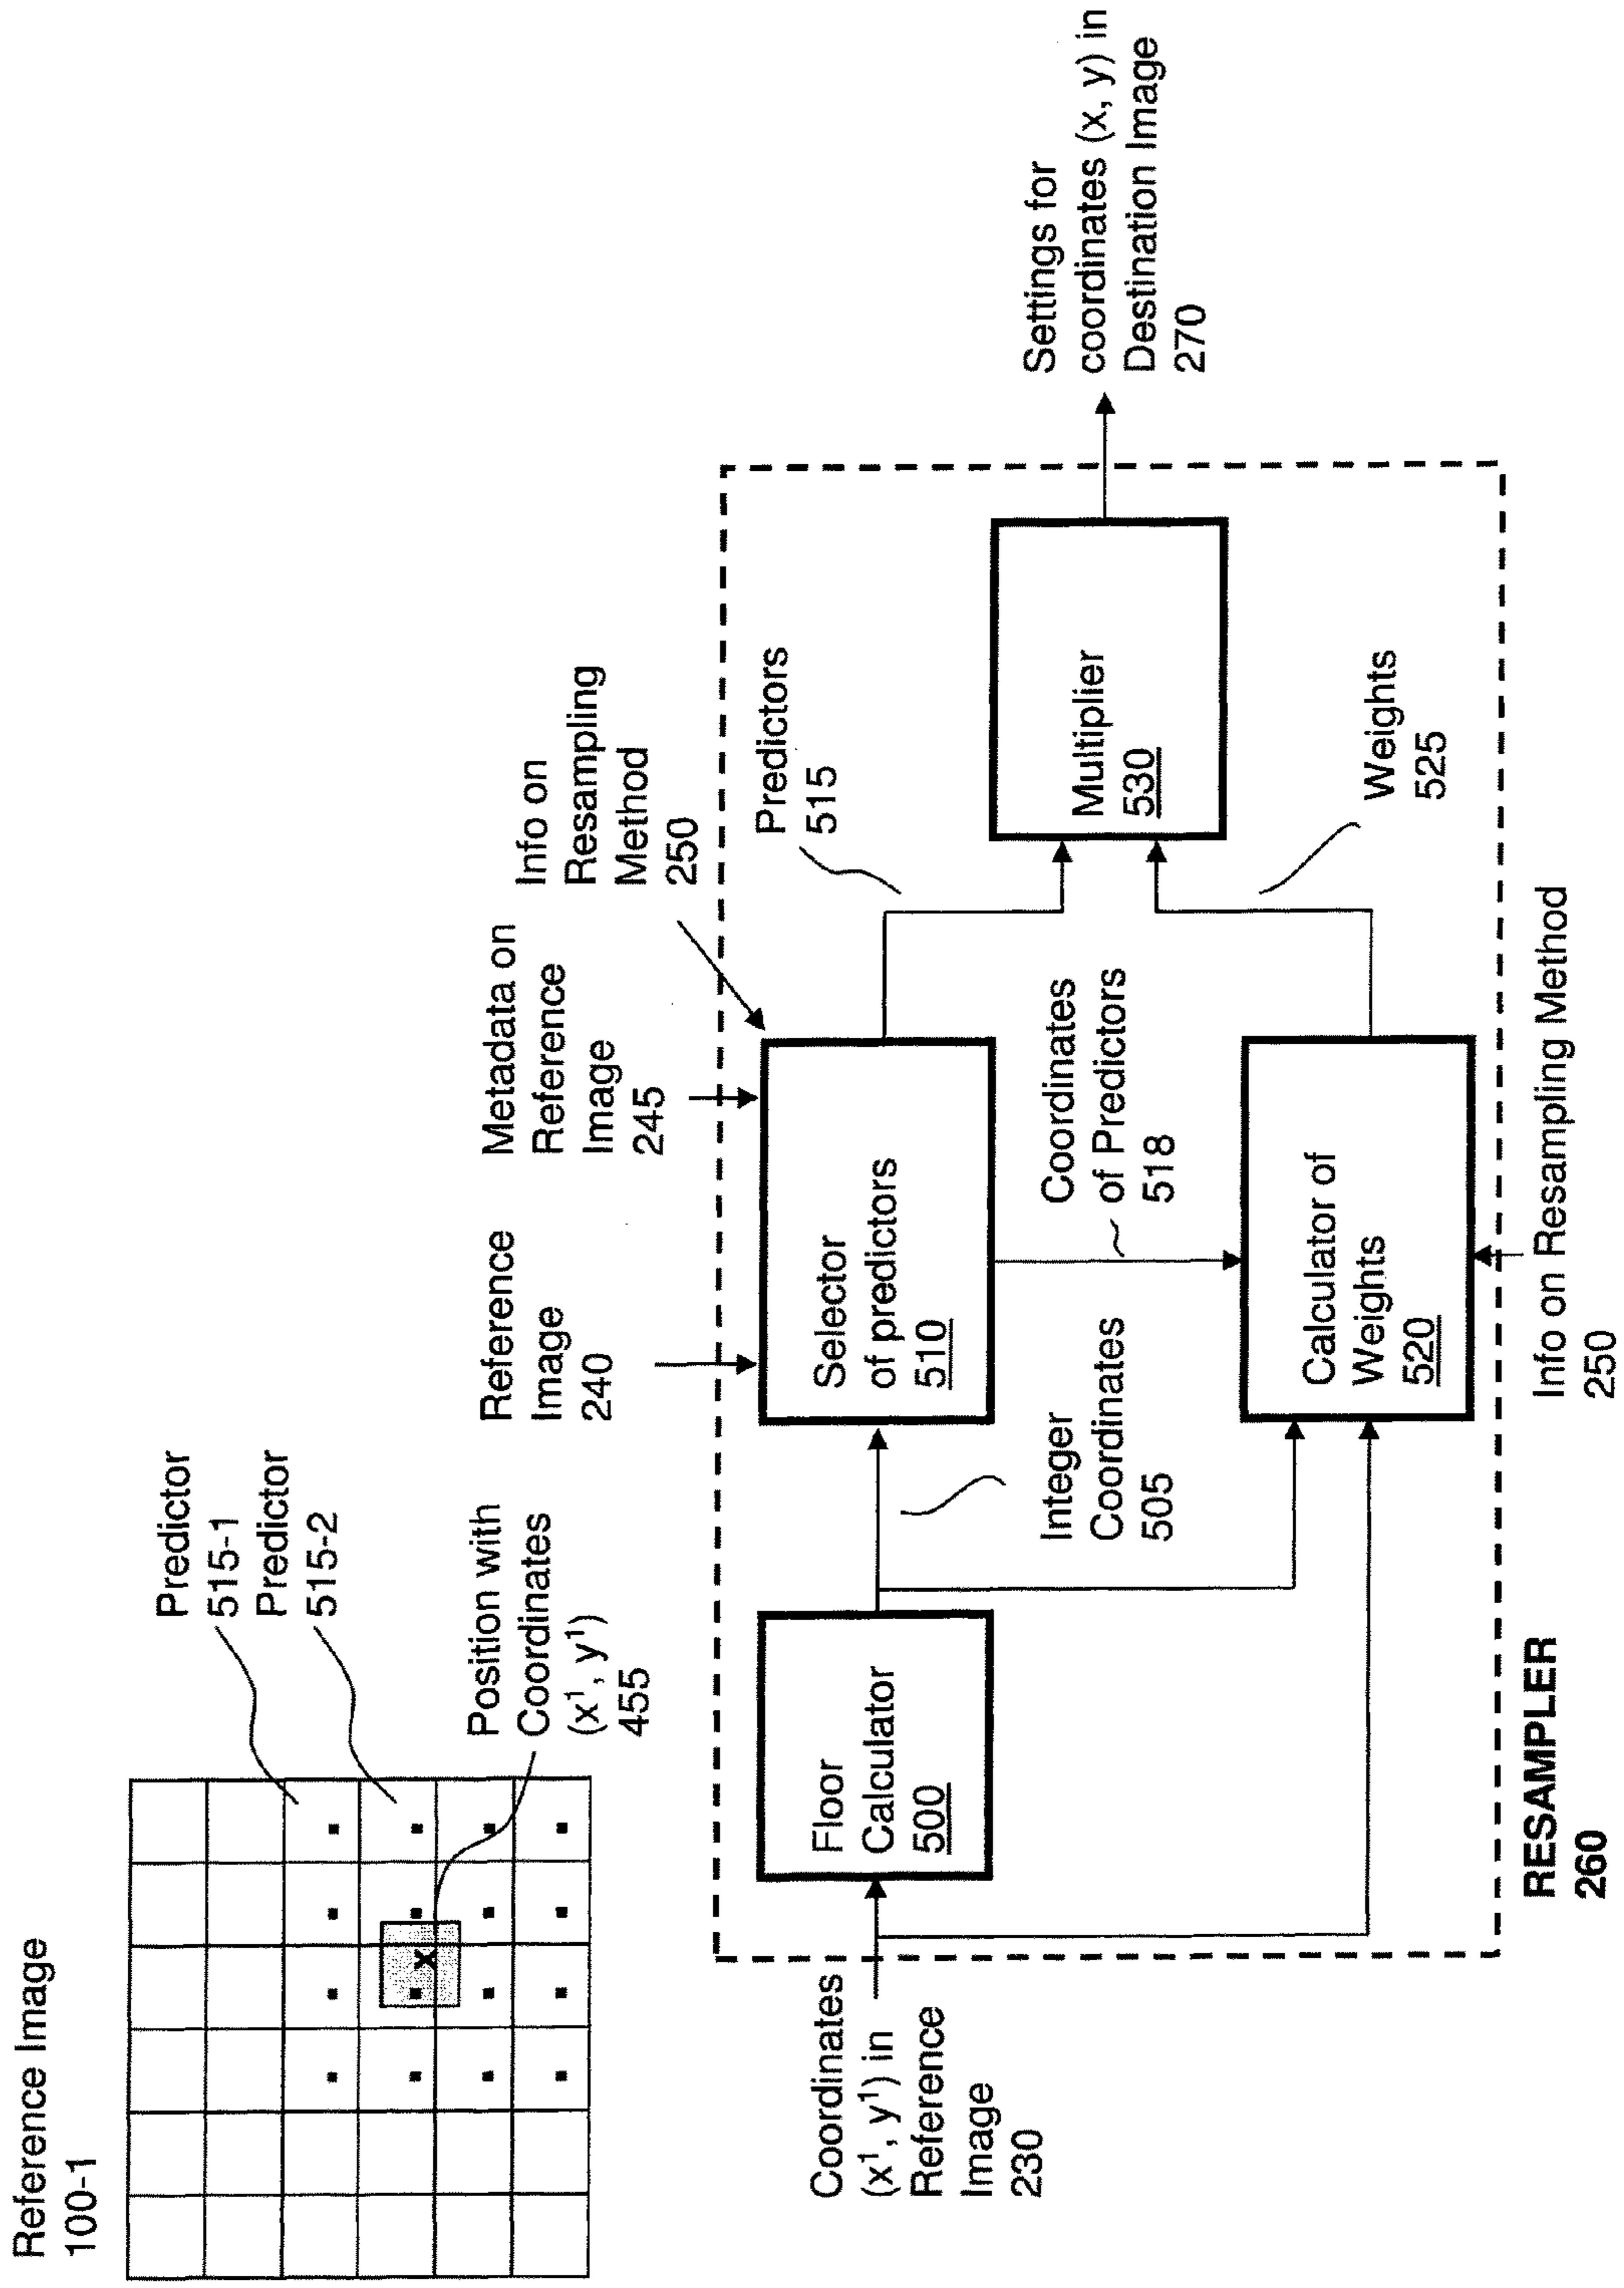 Reference Image
100-1
Predictor
515-1
Predictor
515-2
Position with
Coordinates
(x¹, y¹)
455
Reference
Image
240
Metadata on
Reference
Image
245
Info on
Resampling
Method
250
Coordinates
(x¹, y¹) in
Reference
Image
230
Floor
Calculator
500
Integer
Coordinates
505
Selector
of predictors
510
Coordinates
of Predictors
518
Predictors
515
Calculator of
Weights
520
Weights
525
Multiplier
530
Settings for
coordinates (x, y) in
Destination Image
270
RESAMPLER
260
Info on Resampling Method
250